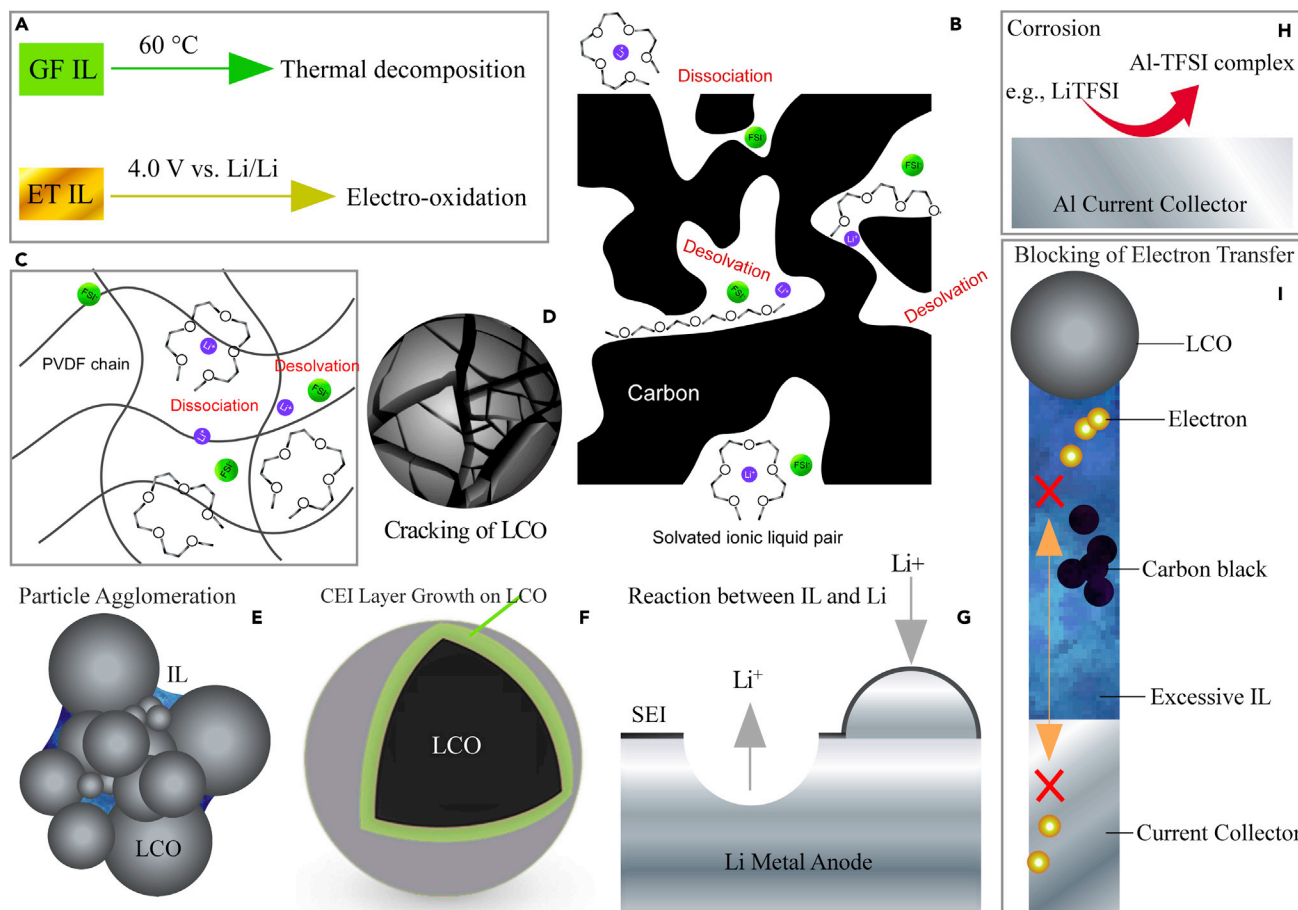 A
GF IL
60 °C
Thermal decomposition
ET IL
4.0 V vs. Li/Li
Electro-oxidation
B
Li⁺
Dissociation
FSI⁻
FSI⁻
Li⁺
Desolvation
FSI⁻
Li⁺
Desolvation
Carbon
Li⁺
FSI⁻
Solvated ionic liquid pair
C
FSI⁻
PVDF chain
Li⁺
Desolvation
FSI⁻
Li⁺
Dissociation
Li⁺
FSI⁻
D
Cracking of LCO
Particle Agglomeration
E
IL
LCO
CEI Layer Growth on LCO
F
LCO
Reaction between IL and Li
G
Li+
Li⁺
SEI
Li Metal Anode
H
Corrosion
Al-TFSI complex
e.g., LiTFSI
Al Current Collector
Blocking of Electron Transfer
I
LCO
Electron
Carbon black
Excessive IL
Current Collector